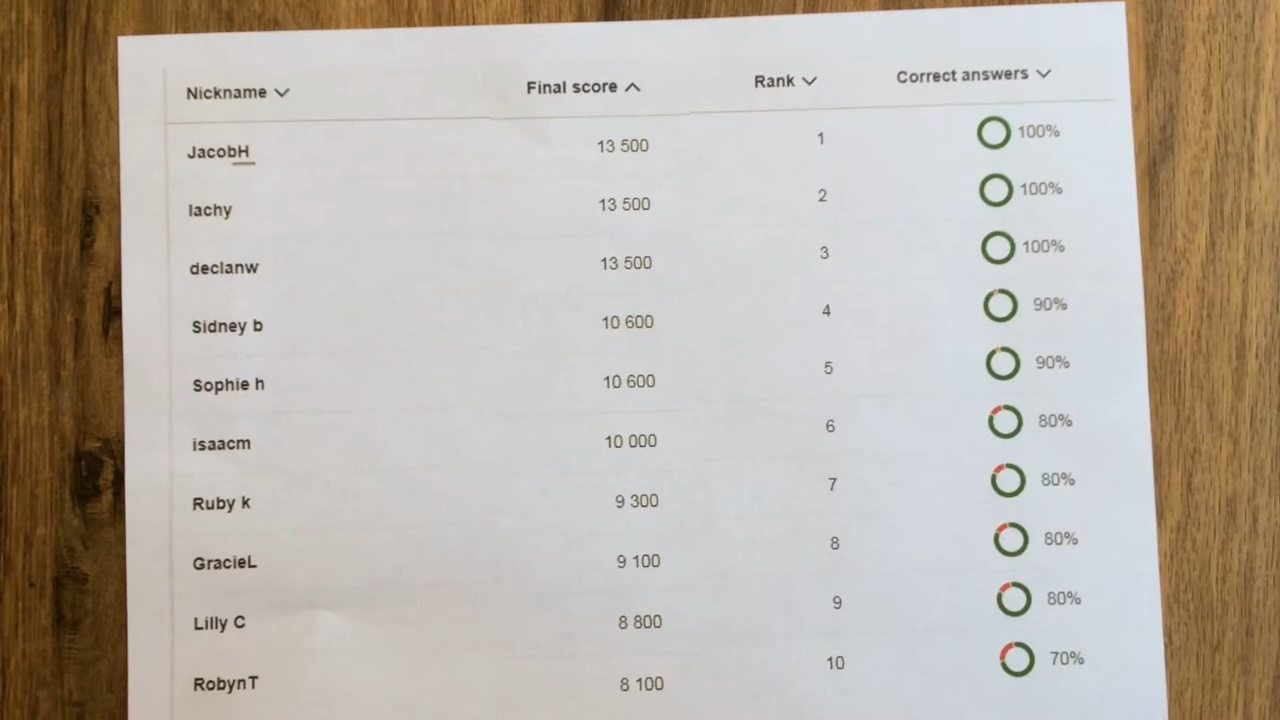 Nickname Final score Rank Correct answers
JacobH 13 500 1 100%
lachy 13 500 2 100%
declanw 13 500 3 100%
Sidney b 10 600 4 90%
Sophie h 10 600 5 90%
isaacm 10 000 6 80%
Ruby k 9 300 7 80%
GracieL 9 100 8 80%
Lilly C 8 800 9 80%
RobynT 8 100 10 70%